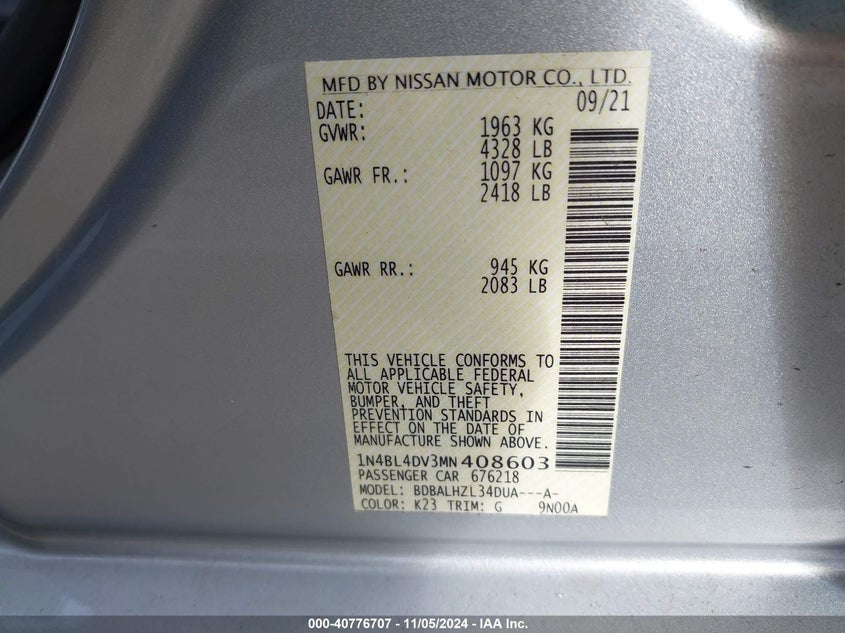 MFD BY NISSAN MOTOR CO., LTD.
DATE: 09/21
GVWR: 1963 KG
4328 LB
GAWR FR.: 1097 KG
2418 LB
GAWR RR.: 945 KG
2083 LB
THIS VEHICLE CONFORMS TO
ALL APPLICABLE FEDERAL
MOTOR VEHICLE SAFETY,
BUMPER, AND THEFT
PREVENTION STANDARDS IN
EFFECT ON THE DATE OF
MANUFACTURE SHOWN ABOVE.
1N4BL4DV3MN408603
PASSENGER CAR 676218
MODEL: BDBALHZL34DUA---A-
COLOR: K23 TRIM: G 9N00A
000-40776707 - 11/05/2024 - IAA Inc.